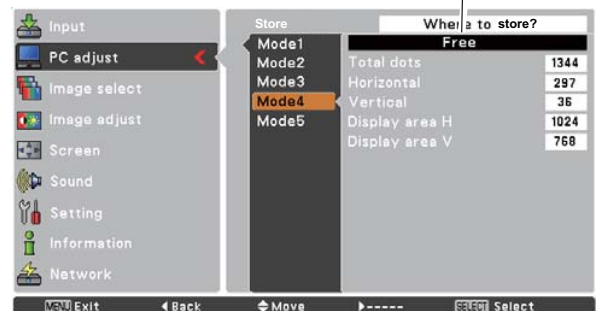 Input
PC adjust
Image select
Image adjust
Screen
Sound
Setting
Information
Network
Store
Mode1
Mode2
Mode3
Mode4
Mode5
Where to store?
Free
Total dots 1344
Horizontal 297
Vertical 36
Display area H 1024
Display area V 768
MENU Exit Back Move ----- SELECT Select